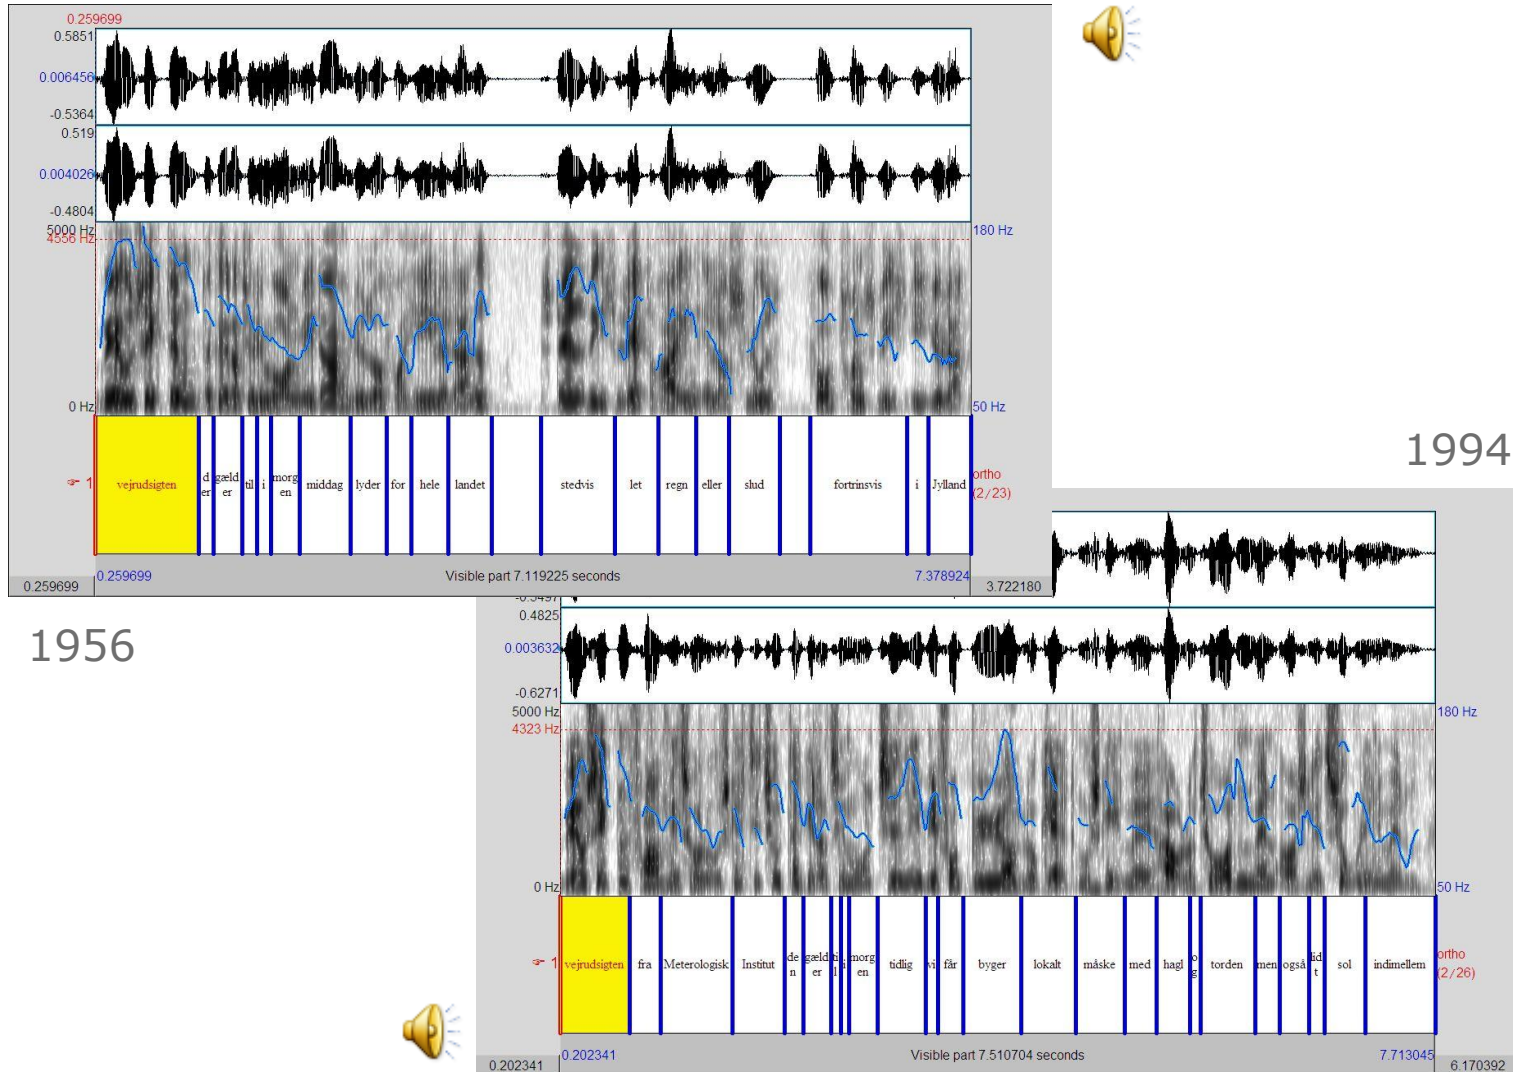 0.259699
0.5851
0.006456
-0.5364
0.519
0.004026
-0.4804
5000 Hz
4556 Hz
180 Hz
0 Hz
50 Hz
1
vejrudsigten
d
er
gæld
er
til
i
morg
en
middag
lyder
for
hele
landet
stedvis
let
regn
eller
slud
fortrinsvis
i
Jylland
ortho
(2/23)
0.259699
0.259699
Visible part 7.119225 seconds
7.378924
3.722180
1956
1994
0.4825
0.003632
-0.6271
5000 Hz
4323 Hz
180 Hz
0 Hz
50 Hz
1
vejrudsigten
fra
Meterologisk
Institut
de
n
gæld
er
ti
l
i
morg
en
tidlig
vi
får
byger
lokalt
måske
med
hagl
o
g
torden
men
også
lid
t
sol
indimellem
ortho
(2/26)
0.202341
0.202341
Visible part 7.510704 seconds
7.713045
6.170392